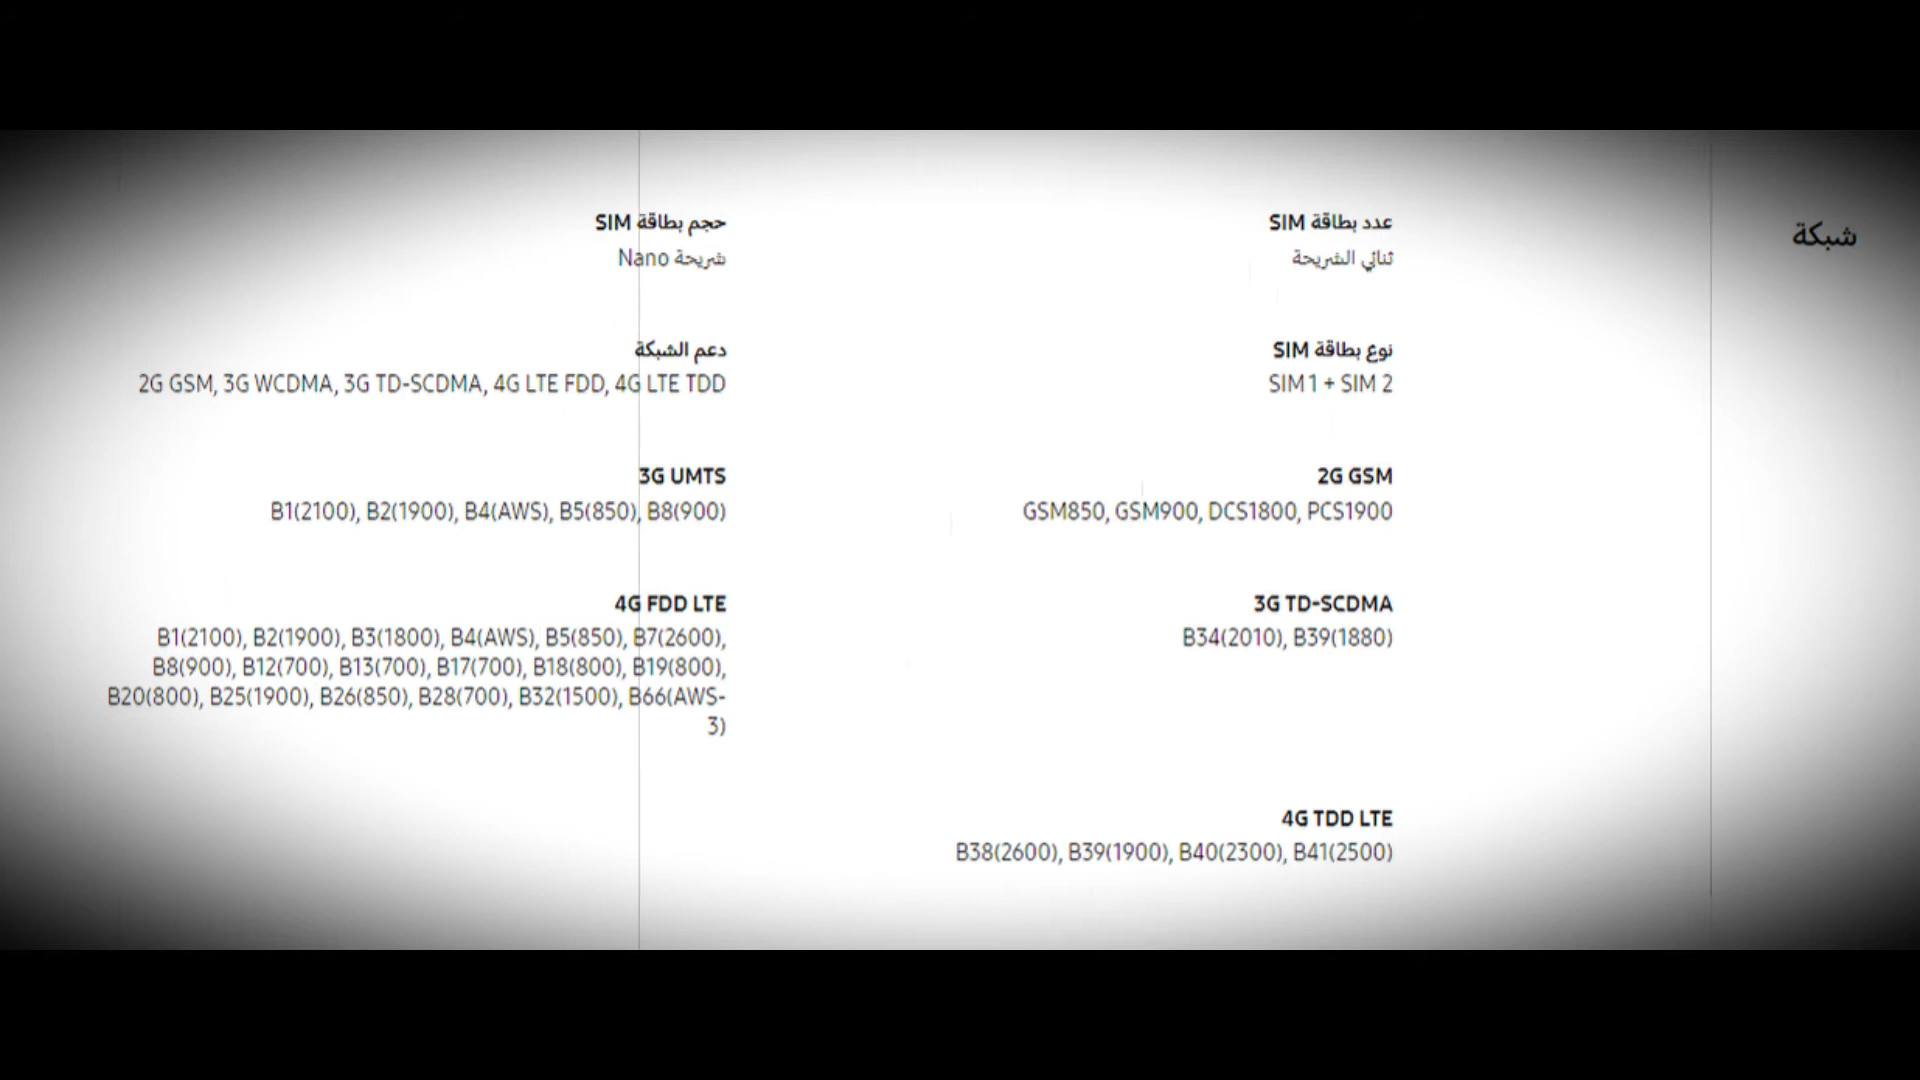 شبكة
عدد بطاقة SIM
ثنائي الشريحة
حجم بطاقة SIM
شريحة Nano
نوع بطاقة SIM
SIM 1 + SIM 2
دعم الشبكة
2G GSM, 3G WCDMA, 3G TD-SCDMA, 4G LTE FDD, 4G LTE TDD
2G GSM
GSM850, GSM900, DCS1800, PCS1900
3G UMTS
B1(2100), B2(1900), B4(AWS), B5(850), B8(900)
3G TD-SCDMA
B34(2010), B39(1880)
4G FDD LTE
B1(2100), B2(1900), B3(1800), B4(AWS), B5(850), B7(2600),
B8(900), B12(700), B13(700), B17(700), B18(800), B19(800),
B20(800), B25(1900), B26(850), B28(700), B32(1500), B66(AWS-
3)
4G TDD LTE
B38(2600), B39(1900), B40(2300), B41(2500)